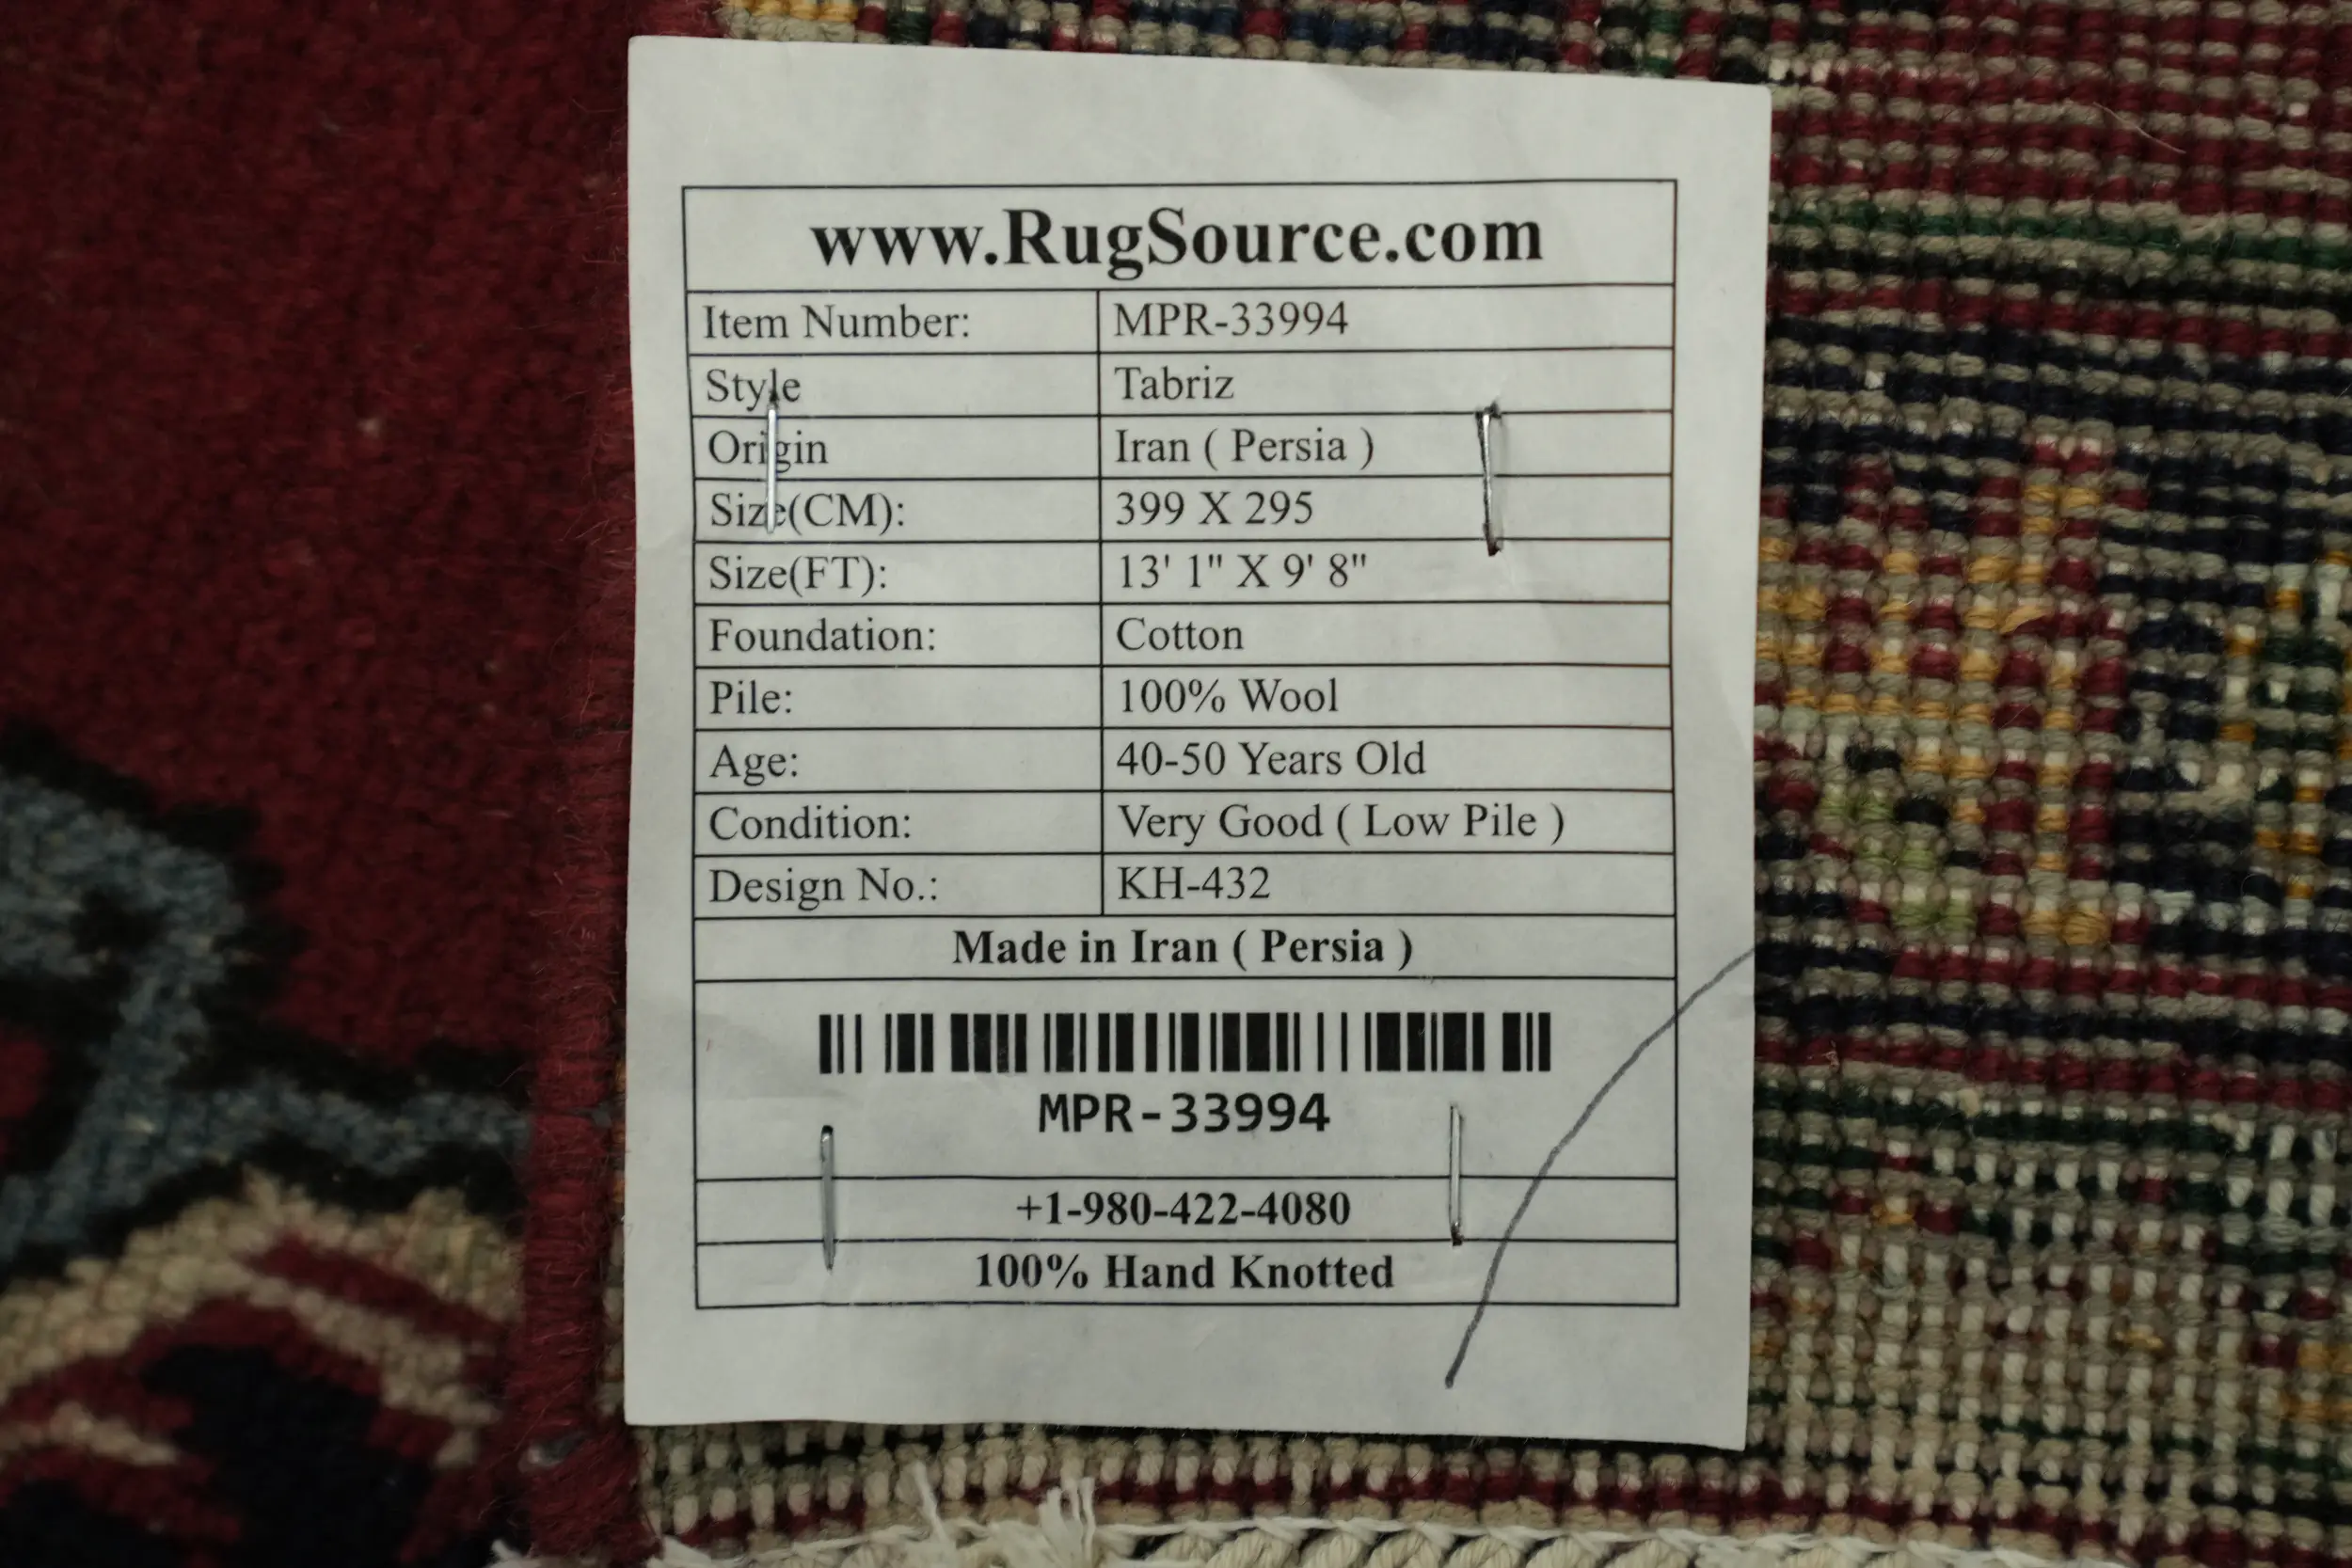 www.RugSource.com
Item Number: MPR-33994
Style Tabriz
Origin Iran ( Persia )
Size(CM): 399 X 295
Size(FT): 13' 1" X 9' 8"
Foundation: Cotton
Pile: 100% Wool
Age: 40-50 Years Old
Condition: Very Good ( Low Pile )
Design No.: KH-432
Made in Iran ( Persia )
MPR-33994
+1-980-422-4080
100% Hand Knotted